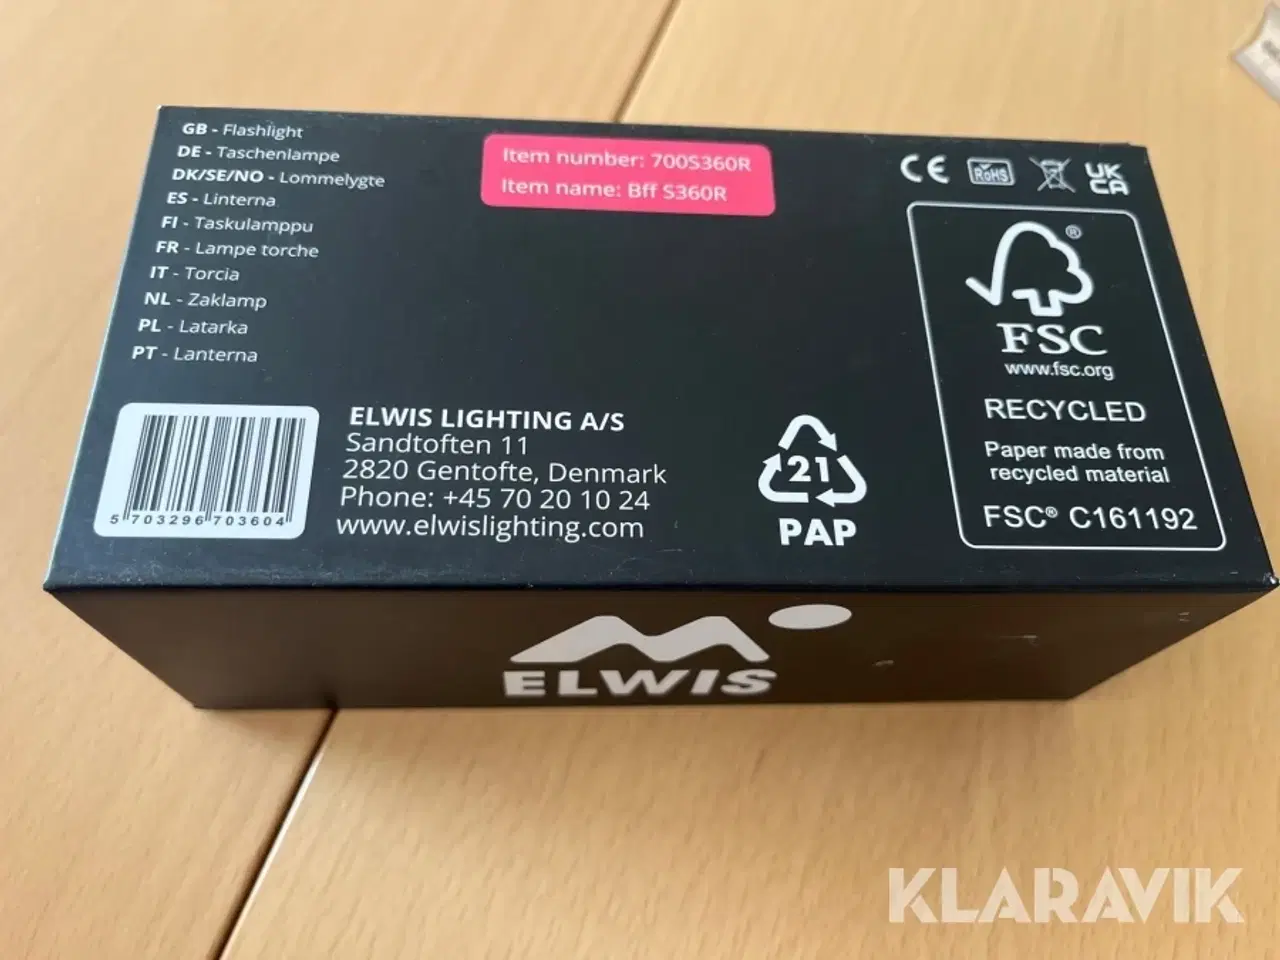 GB - Flashlight
DE - Taschenlampe
DK/SE/NO - Lommelygte
ES - Linterna
FI - Taskulamppu
FR - Lampe torche
IT - Torcia
NL - Zaklamp
PL - Latarka
PT - Lanterna
Item number: 700S360R
Item name: Bff S360R
CE RoHS UK CA
FSC®
www.fsc.org
RECYCLED
Paper made from
recycled material
FSC® C161192
5 703296 703604
ELWIS LIGHTING A/S
Sandtoften 11
2820 Gentofte, Denmark
Phone: +45 70 20 10 24
www.elwislighting.com
21
PAP
ELWIS
KLARAVIK